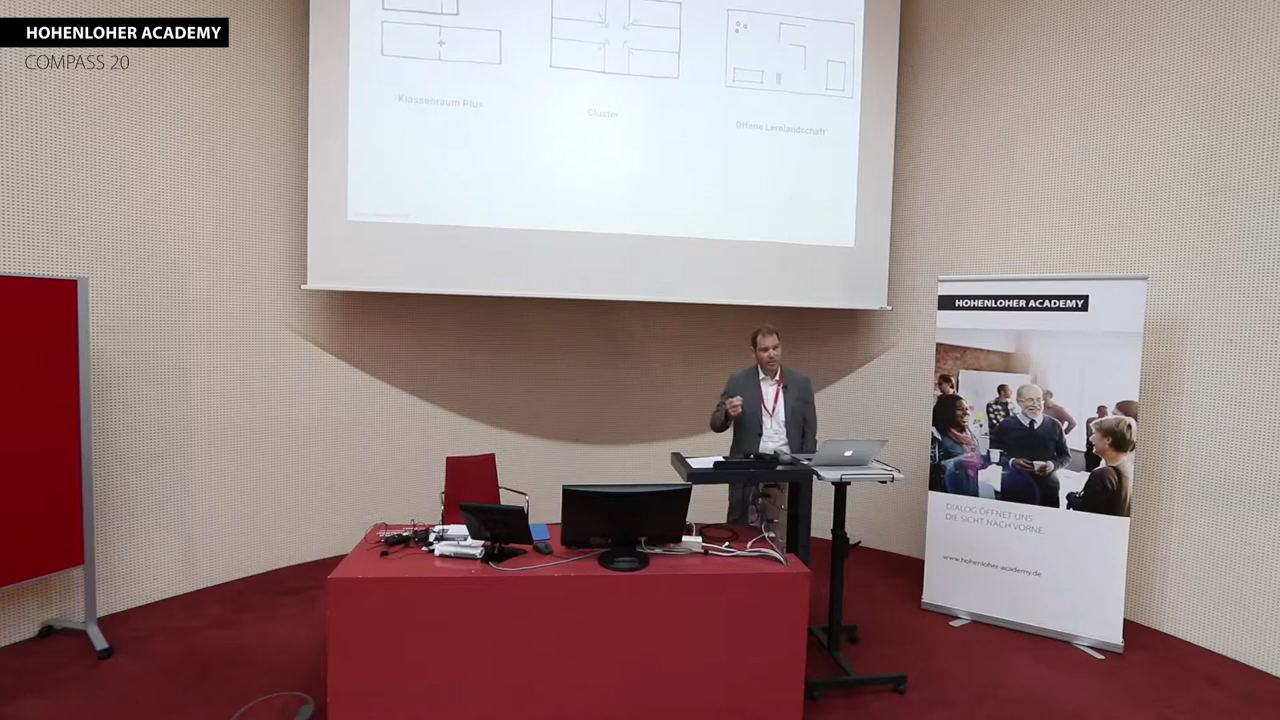 HOHENLOHER ACADEMY
COMPASS 20
Klassenraum Plus
Cluster
Offene Lernlandschaft
HOHENLOHER ACADEMY
DIALOG ÖFFNET UNS
DIE SICHT NACH VORNE.
www.hohenloher-academy.de